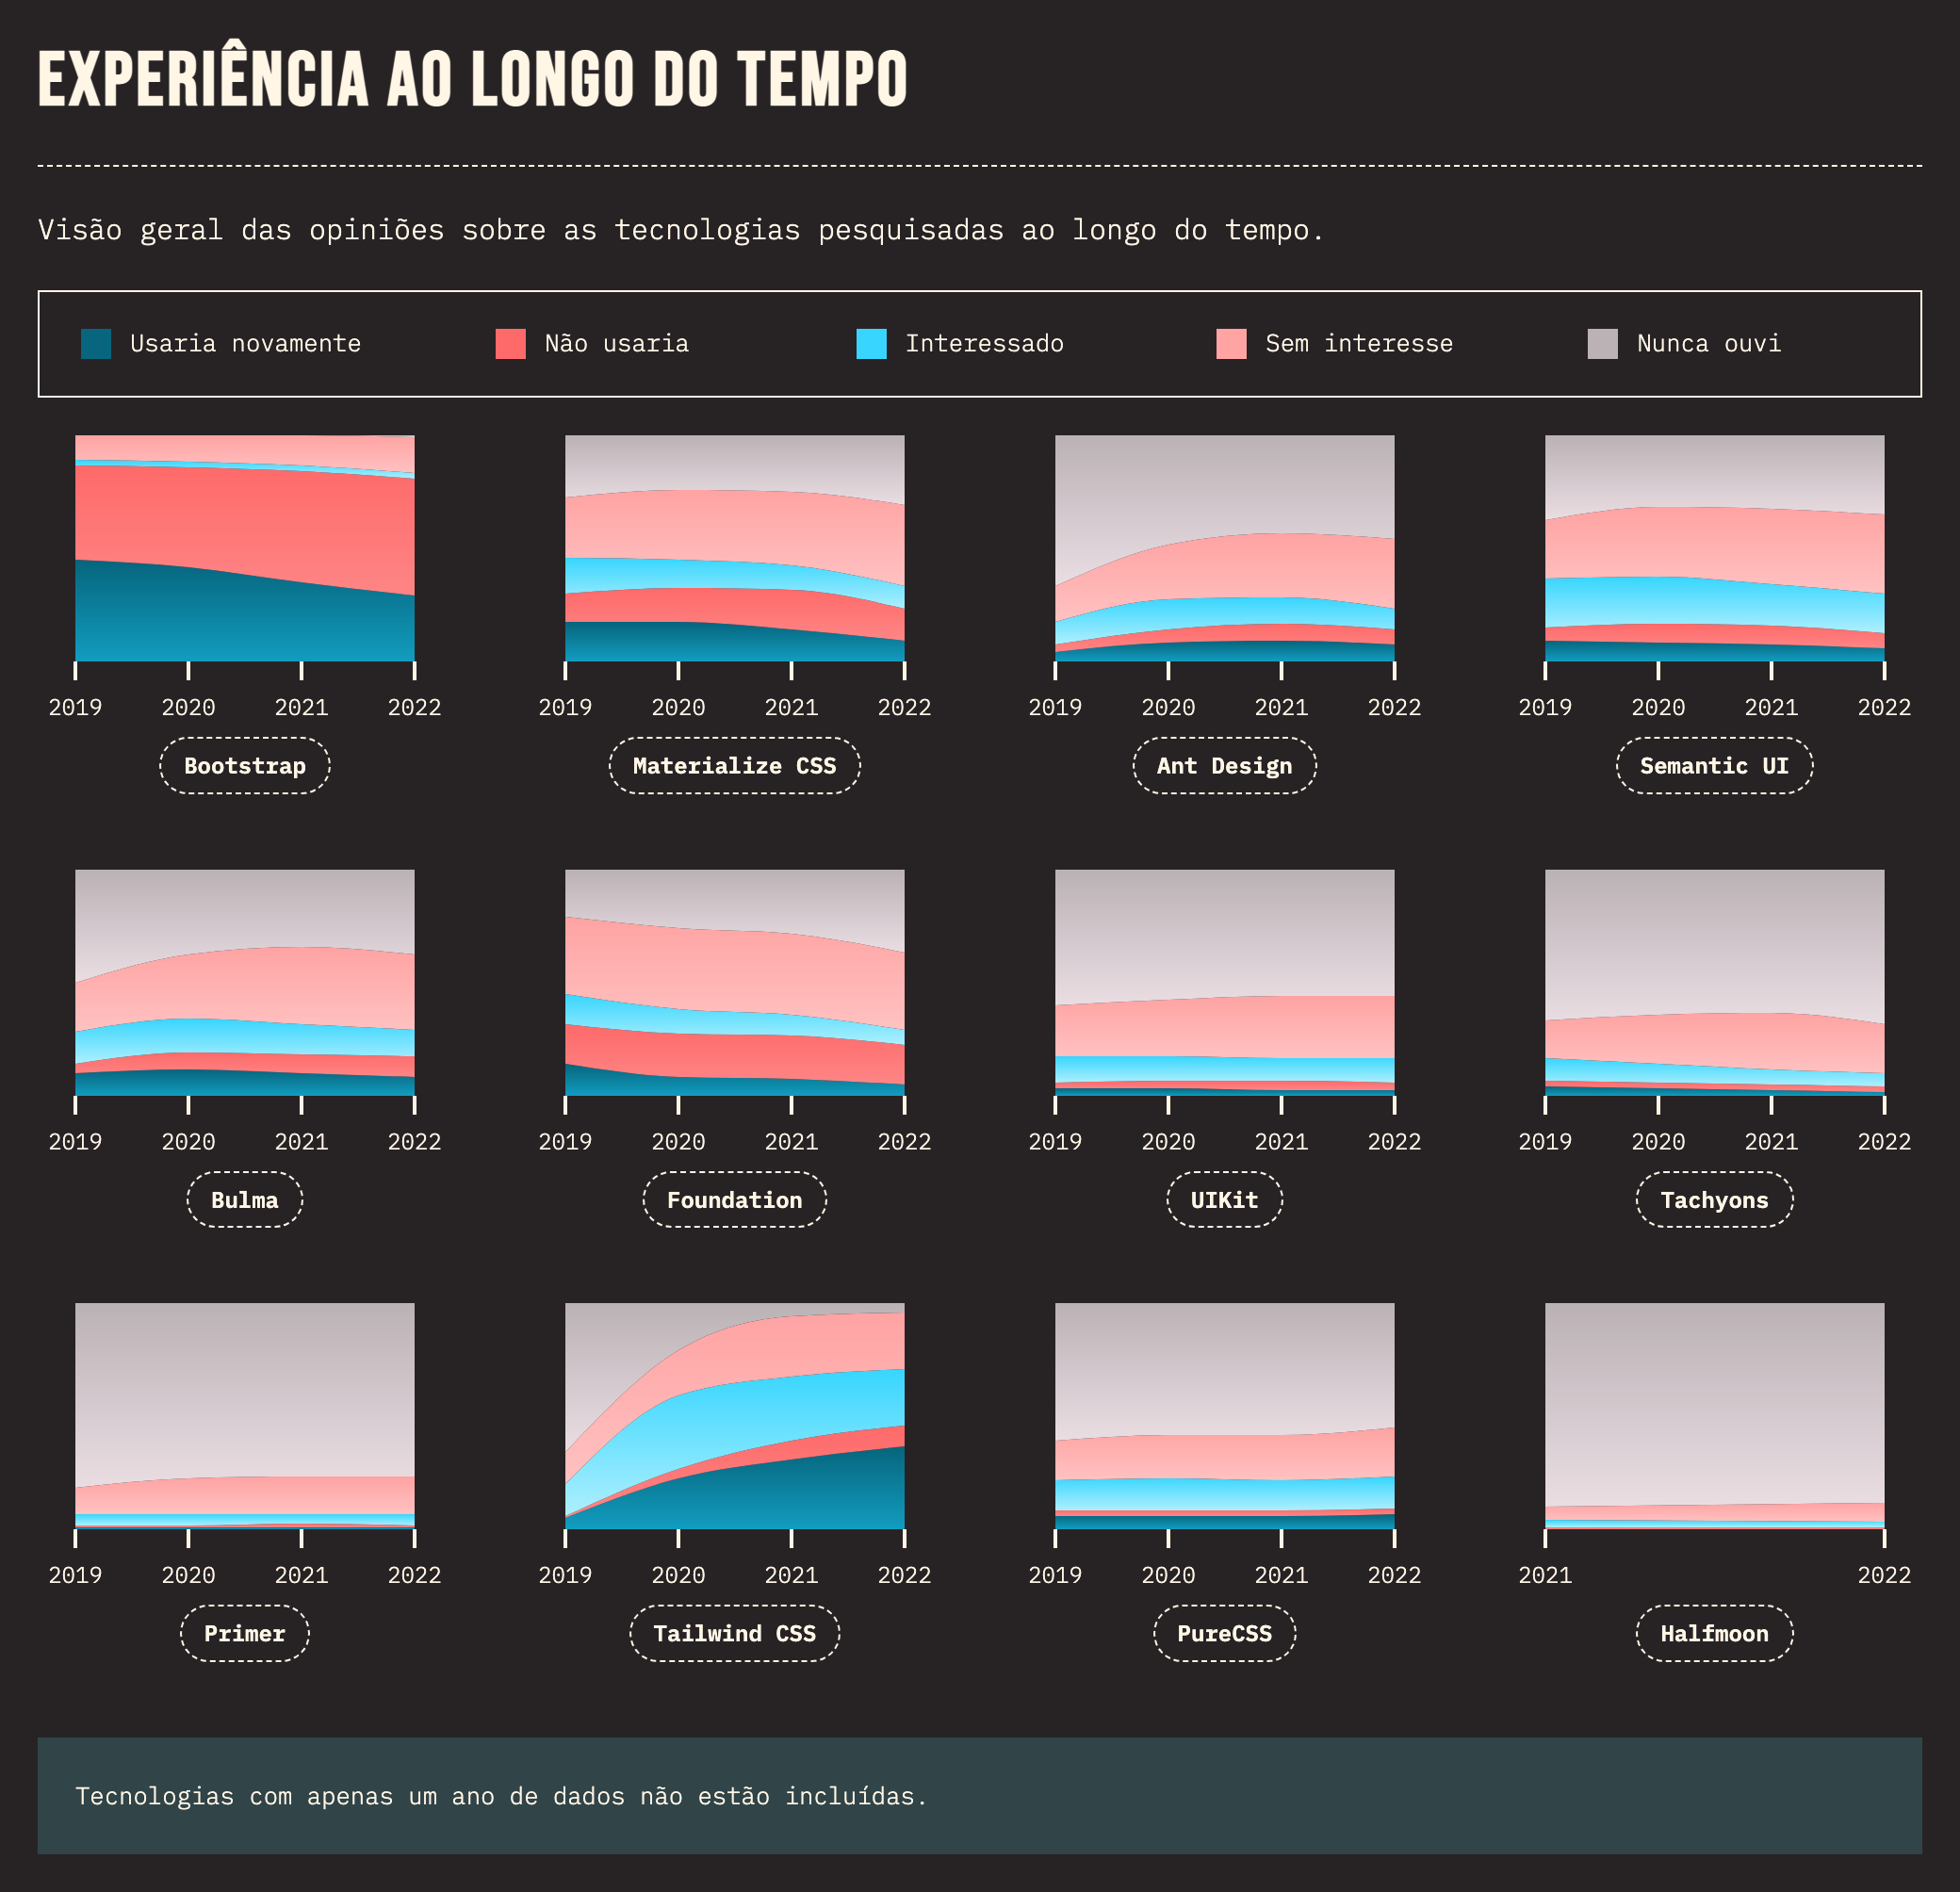 EXPERIÊNCIA AO LONGO DO TEMPO
Visão geral das opiniões sobre as tecnologias pesquisadas ao longo do tempo.
Usaria novamente Não usaria Interessado Sem interesse Nunca ouvi
2019 2020 2021 2022 2019 2020 2021 2022 2019 2020 2021 2022 2019 2020 2021 2022
Bootstrap Materialize CSS Ant Design Semantic UI
2019 2020 2021 2022 2019 2020 2021 2022 2019 2020 2021 2022 2019 2020 2021 2022
Bulma Foundation UIKit Tachyons
2019 2020 2021 2022 2019 2020 2021 2022 2019 2020 2021 2022 2021 2022
Primer Tailwind CSS PureCSS Halfmoon
Tecnologias com apenas um ano de dados não estão incluídas.